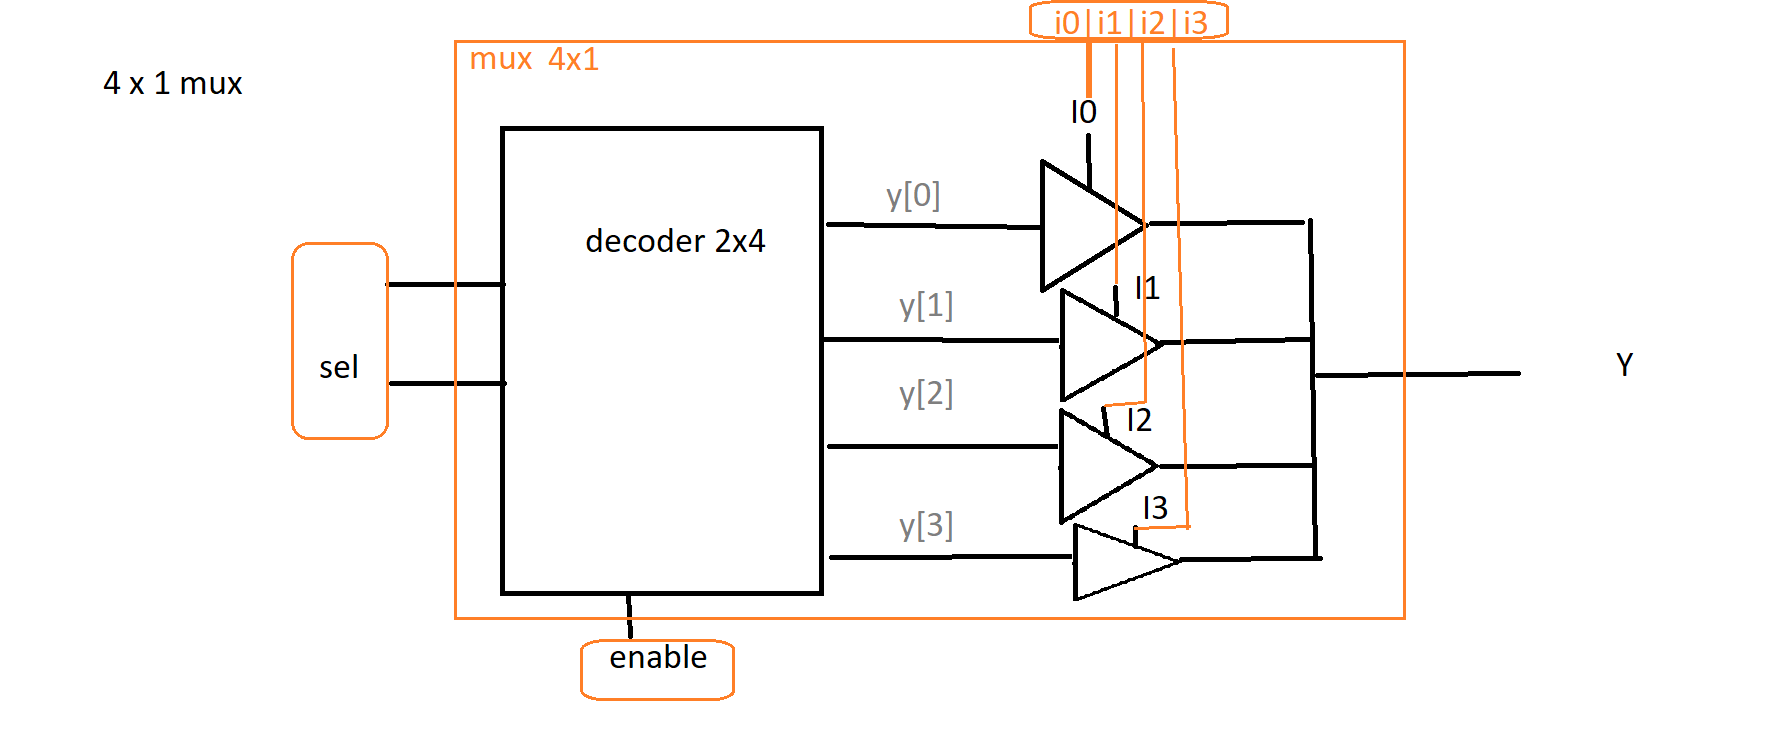 i0|i1|i2|i3
mux 4x1
4 x 1 mux
I0
y[0]
decoder 2x4
I1
y[1]
sel
Y
y[2]
I2
I3
y[3]
enable